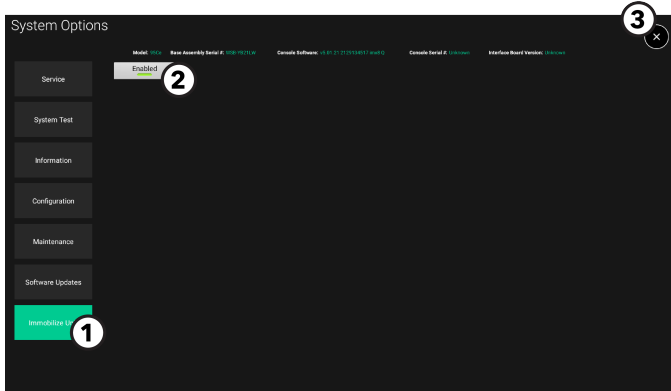 System Options
3
Model: 95Ce Base Assembly Serial #: Console Software: Console Serial #: Unknown Interface Board Version: Unknown
Enabled
2
Service
System Test
Information
Configuration
Maintenance
Software Updates
Immobilize
1